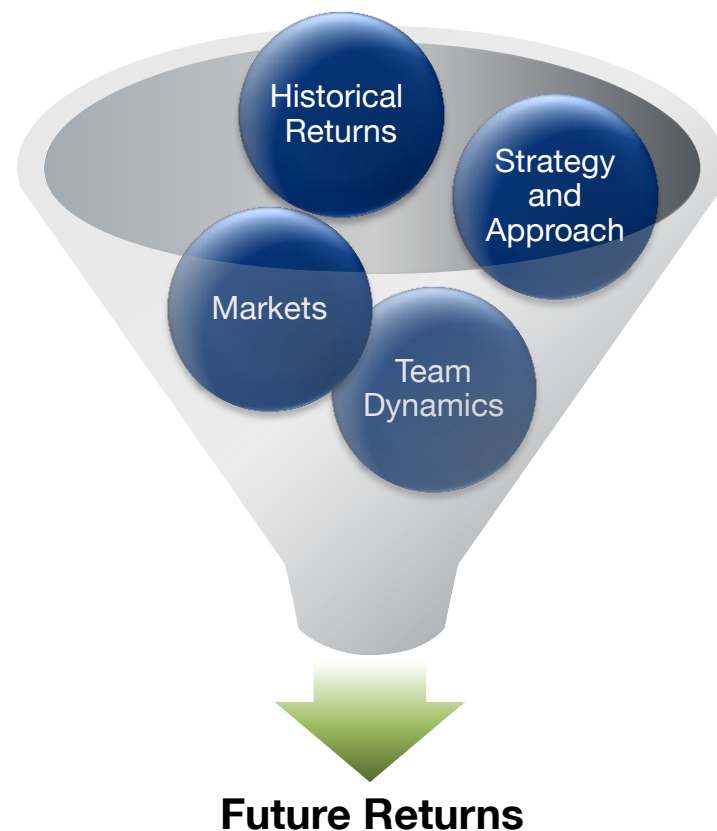 Historical
Returns
Strategy
and
Approach
Markets
Team
Dynamics
Future Returns